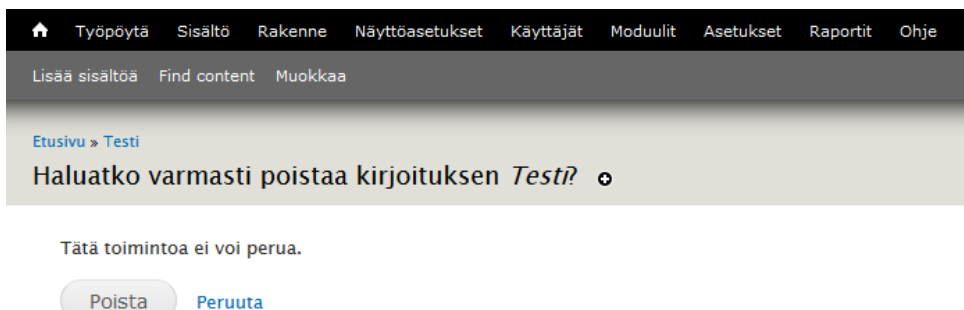 Työpöytä Sisältö Rakenne Näyttöasetukset Käyttäjät Moduulit Asetukset Raportit Ohje
Lisää sisältöä Find content Muokkaa
Etusivu » Testi
Haluatko varmasti poistaa kirjoituksen Testi?
Tätä toimintoa ei voi perua.
Poista Peruuta